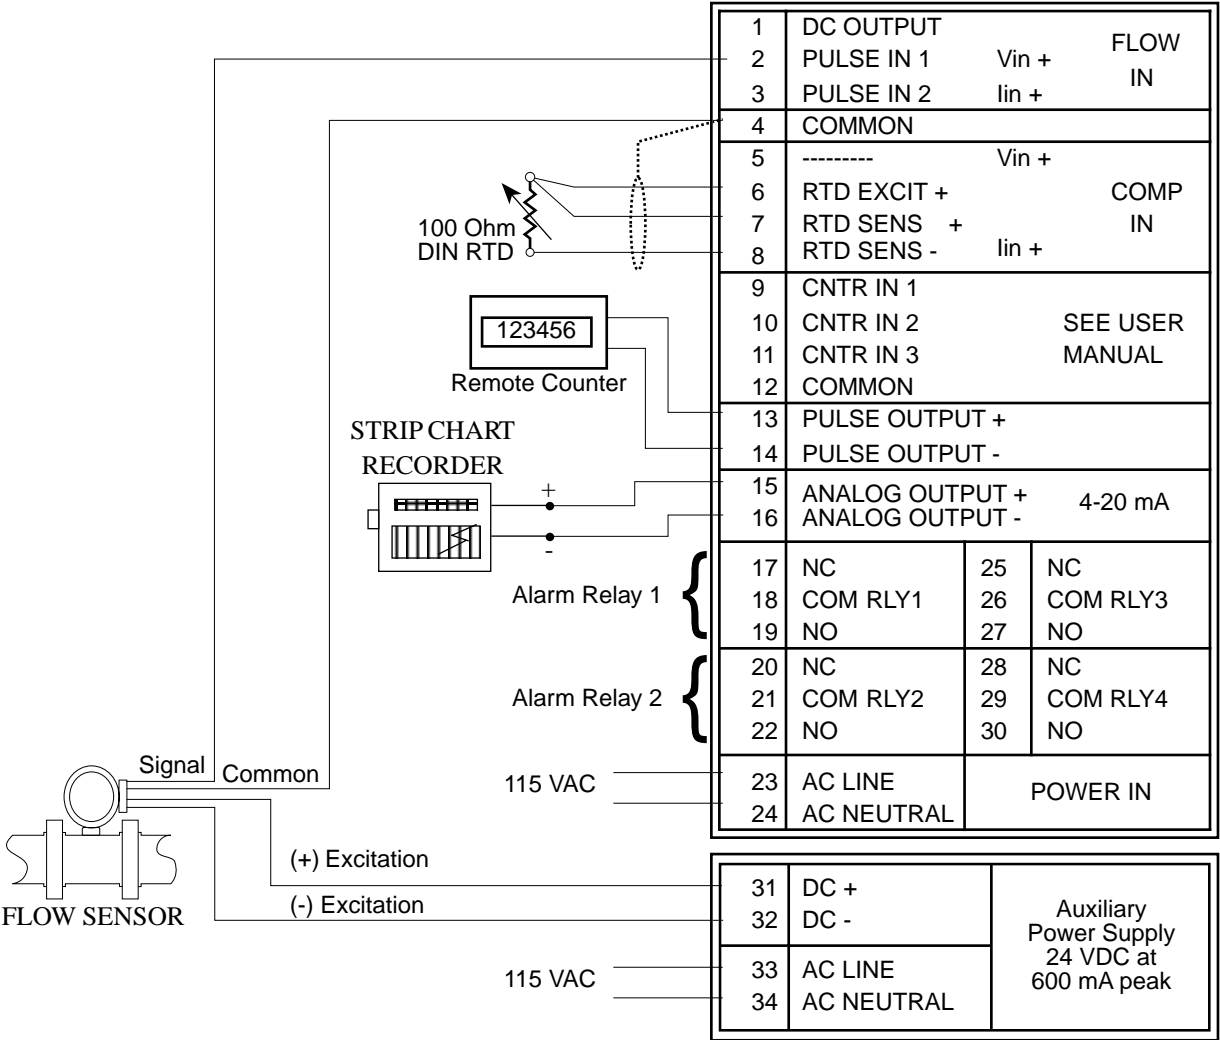 1 DC OUTPUT
2 PULSE IN 1 Vin +
3 PULSE IN 2 Iin +
FLOW
IN
4 COMMON
5 --------- Vin +
6 RTD EXCIT +
7 RTD SENS +
8 RTD SENS - Iin +
COMP
IN
100 Ohm
DIN RTD
9 CNTR IN 1
10 CNTR IN 2
11 CNTR IN 3
12 COMMON
SEE USER
MANUAL
123456
Remote Counter
13 PULSE OUTPUT +
14 PULSE OUTPUT -
STRIP CHART
RECORDER
+
-
15 ANALOG OUTPUT +
16 ANALOG OUTPUT -
4-20 mA
Alarm Relay 1
17 NC 25 NC
18 COM RLY1 26 COM RLY3
19 NO 27 NO
Alarm Relay 2
20 NC 28 NC
21 COM RLY2 29 COM RLY4
22 NO 30 NO
Signal
Common
115 VAC
23 AC LINE
24 AC NEUTRAL
POWER IN
(+) Excitation
(-) Excitation
FLOW SENSOR
31 DC +
32 DC -
115 VAC
33 AC LINE
34 AC NEUTRAL
Auxiliary
Power Supply
24 VDC at
600 mA peak